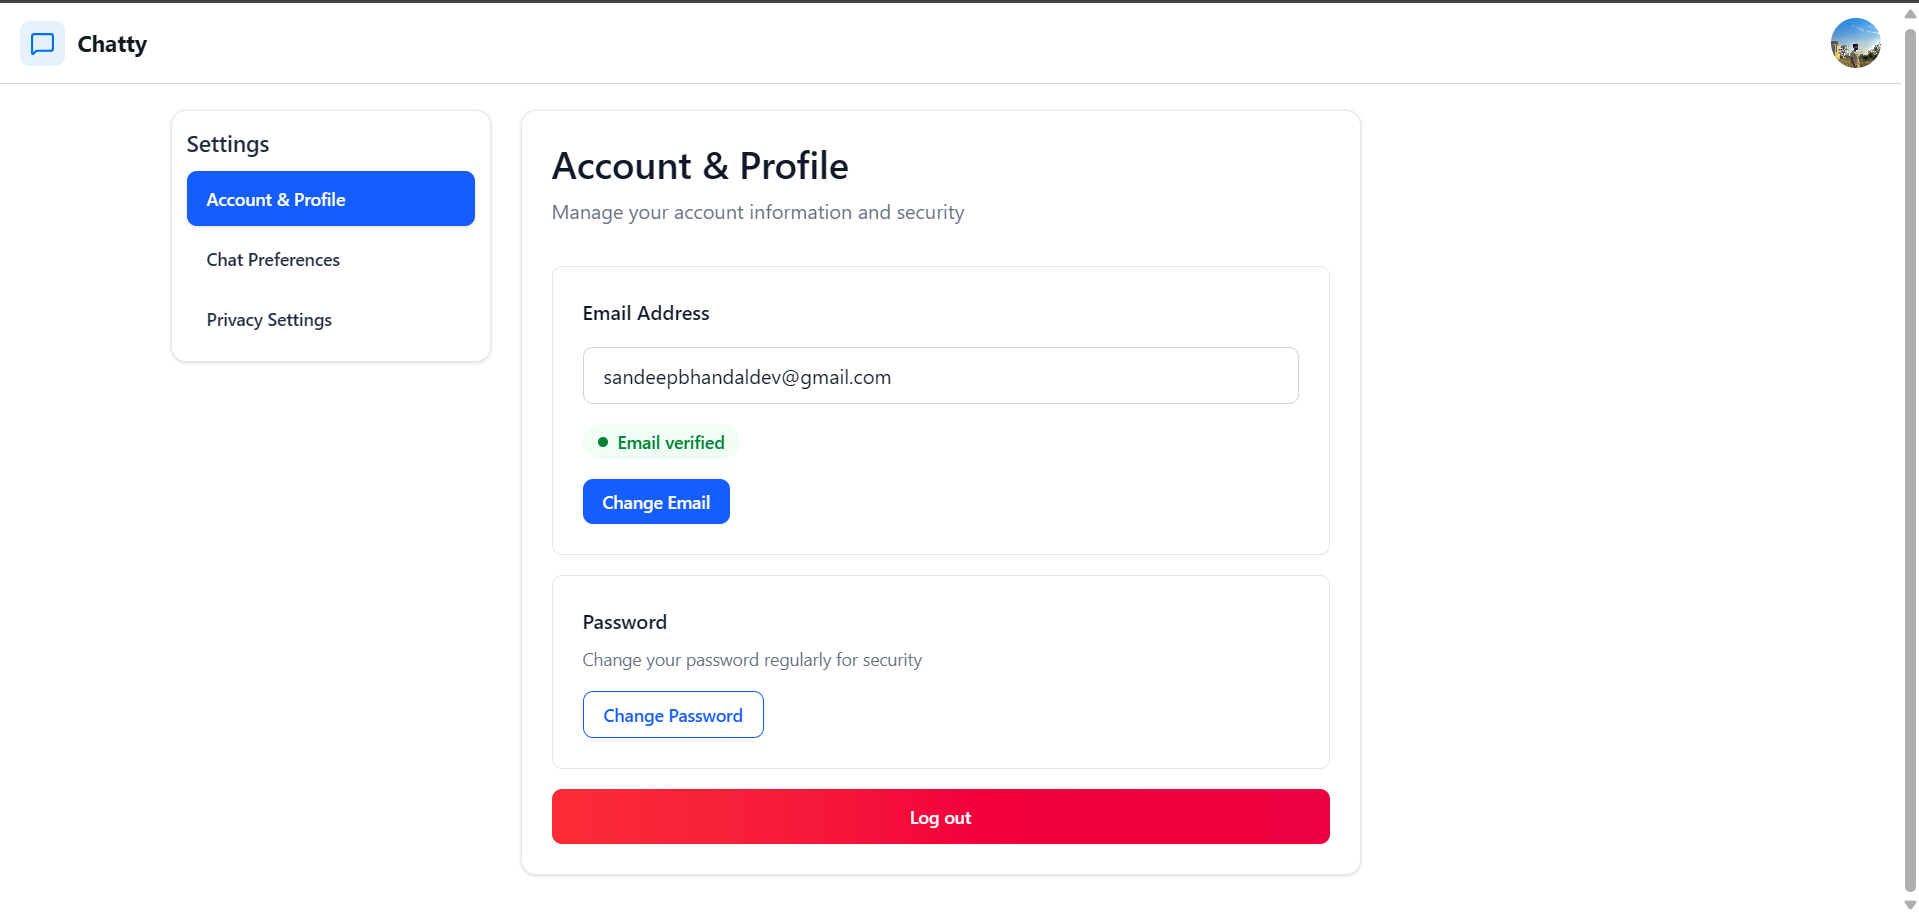 Chatty
Settings
Account & Profile
Chat Preferences
Privacy Settings
Account & Profile
Manage your account information and security
Email Address
sandeepbhandaldev@gmail.com
Email verified
Change Email
Password
Change your password regularly for security
Change Password
Log out